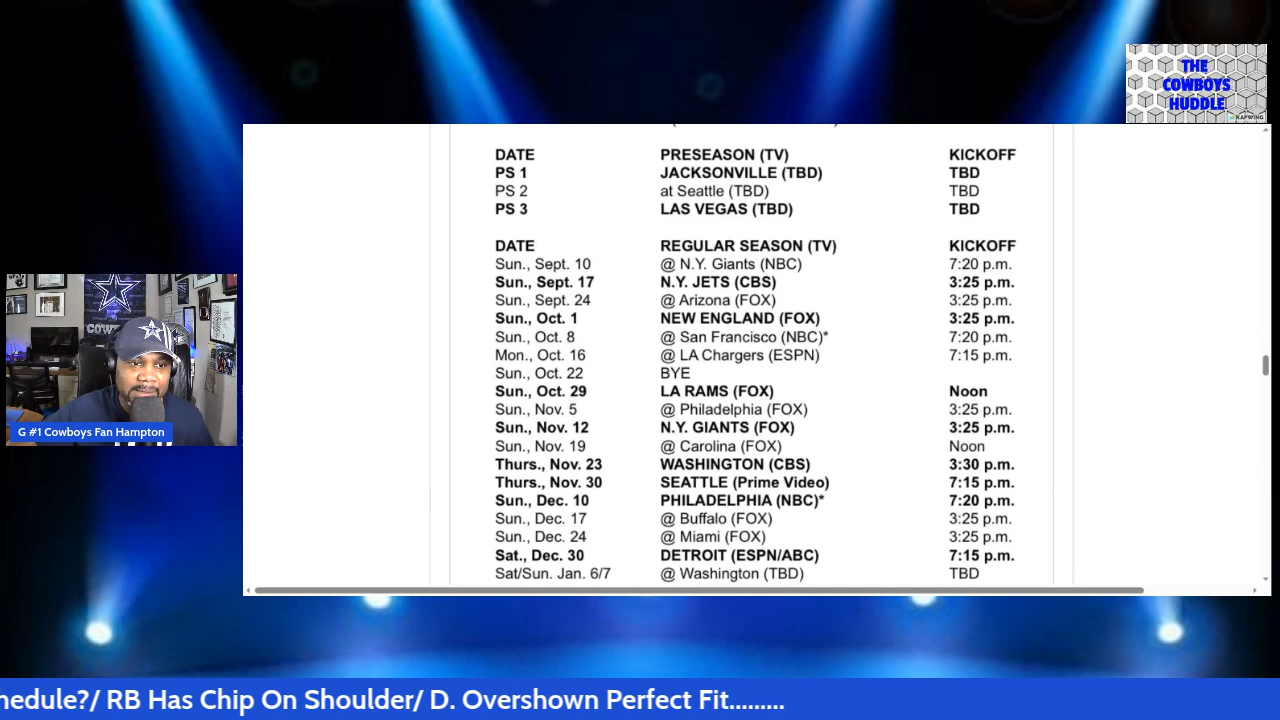 THE
COWBOYS
HUDDLE
KAPWING
DATE PRESEASON (TV) KICKOFF
PS 1 JACKSONVILLE (TBD) TBD
PS 2 at Seattle (TBD) TBD
PS 3 LAS VEGAS (TBD) TBD
DATE REGULAR SEASON (TV) KICKOFF
Sun., Sept. 10 @ N.Y. Giants (NBC) 7:20 p.m.
Sun., Sept. 17 N.Y. JETS (CBS) 3:25 p.m.
Sun., Sept. 24 @ Arizona (FOX) 3:25 p.m.
Sun., Oct. 1 NEW ENGLAND (FOX) 3:25 p.m.
Sun., Oct. 8 @ San Francisco (NBC)* 7:20 p.m.
Mon., Oct. 16 @ LA Chargers (ESPN) 7:15 p.m.
Sun., Oct. 22 BYE
Sun., Oct. 29 LA RAMS (FOX) Noon
Sun., Nov. 5 @ Philadelphia (FOX) 3:25 p.m.
Sun., Nov. 12 N.Y. GIANTS (FOX) 3:25 p.m.
Sun., Nov. 19 @ Carolina (FOX) Noon
Thurs., Nov. 23 WASHINGTON (CBS) 3:30 p.m.
Thurs., Nov. 30 SEATTLE (Prime Video) 7:15 p.m.
Sun., Dec. 10 PHILADELPHIA (NBC)* 7:20 p.m.
Sun., Dec. 17 @ Buffalo (FOX) 3:25 p.m.
Sun., Dec. 24 @ Miami (FOX) 3:25 p.m.
Sat., Dec. 30 DETROIT (ESPN/ABC) 7:15 p.m.
Sat/Sun. Jan. 6/7 @ Washington (TBD) TBD
COW
G #1 Cowboys Fan Hampton
hedule?/ RB Has Chip On Shoulder/ D. Overshown Perfect Fit.........